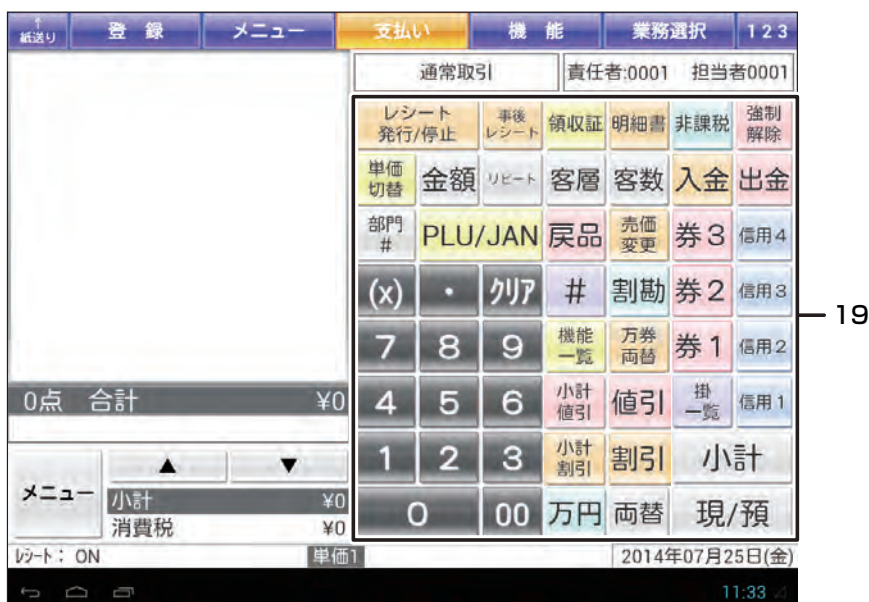 ↑
紙送り 登 録 メニュー 支払い 機 能 業務選択 1 2 3
通常取引 責任者:0001 担当者0001
レシート
発行/停止
事後
レシート
領収証 明細書 非課税
強制
解除
単価
切替
金額 リピート 客層 客数 入金 出金
部門
#
PLU/JAN 戻品
売価
変更
券3 信用4
(x) ・ クリア # 割勘 券2 信用3
19
7 8 9
機能
一覧
万券
両替
券1 信用2
0点 合計 ¥0
4 5 6
小計
値引
値引
掛
一覧
信用1
1 2 3
小計
割引
割引 小計
メニュー ▲ ▼
小計 ¥0
消費税 ¥0
0 00 万円 両替 現/預
レシート: ON 単価1 2014年07月25日(金)
11:33